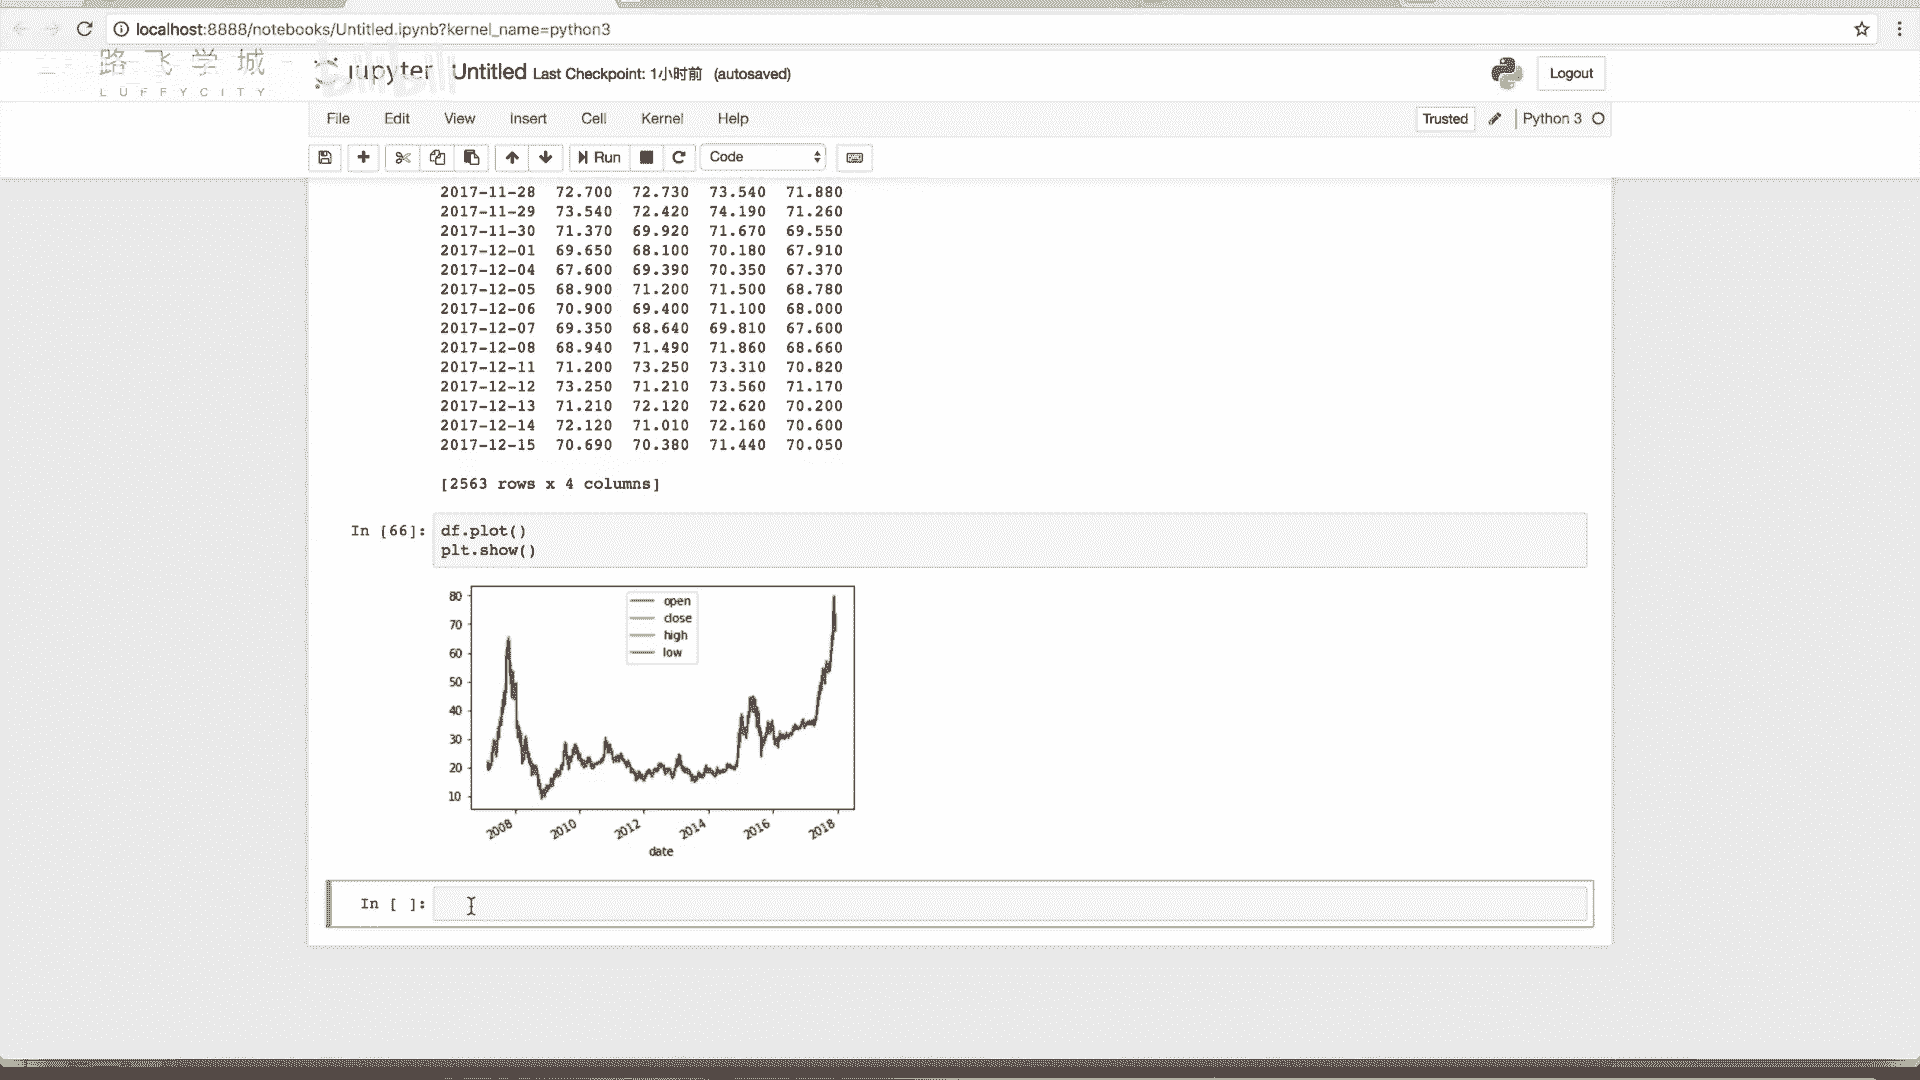 localhost:8888/notebooks/Untitled.ipynb?kernel_name=python3
路飞学城
LUFFYCITY
jupyter Untitled Last Checkpoint: 1小时前 (autosaved)
Logout
File Edit View Insert Cell Kernel Help
Trusted Python 3
Run Code
2017-11-28 72.700 72.730 73.540 71.880
2017-11-29 73.540 72.420 74.190 71.260
2017-11-30 71.370 69.920 71.670 69.550
2017-12-01 69.650 68.100 70.180 67.910
2017-12-04 67.600 69.390 70.350 67.370
2017-12-05 68.900 71.200 71.500 68.780
2017-12-06 70.900 69.400 71.100 68.000
2017-12-07 69.350 68.640 69.810 67.600
2017-12-08 68.940 71.490 71.860 68.660
2017-12-11 71.200 73.250 73.310 70.820
2017-12-12 73.250 71.210 73.560 71.170
2017-12-13 71.210 72.120 72.620 70.200
2017-12-14 72.120 71.010 72.160 70.600
2017-12-15 70.690 70.380 71.440 70.050
[2563 rows x 4 columns]
In [66]: df.plot()
plt.show()
open
close
high
low
80
70
60
50
40
30
20
10
2008 2010 2012 2014 2016 2018
date
In [ ]: